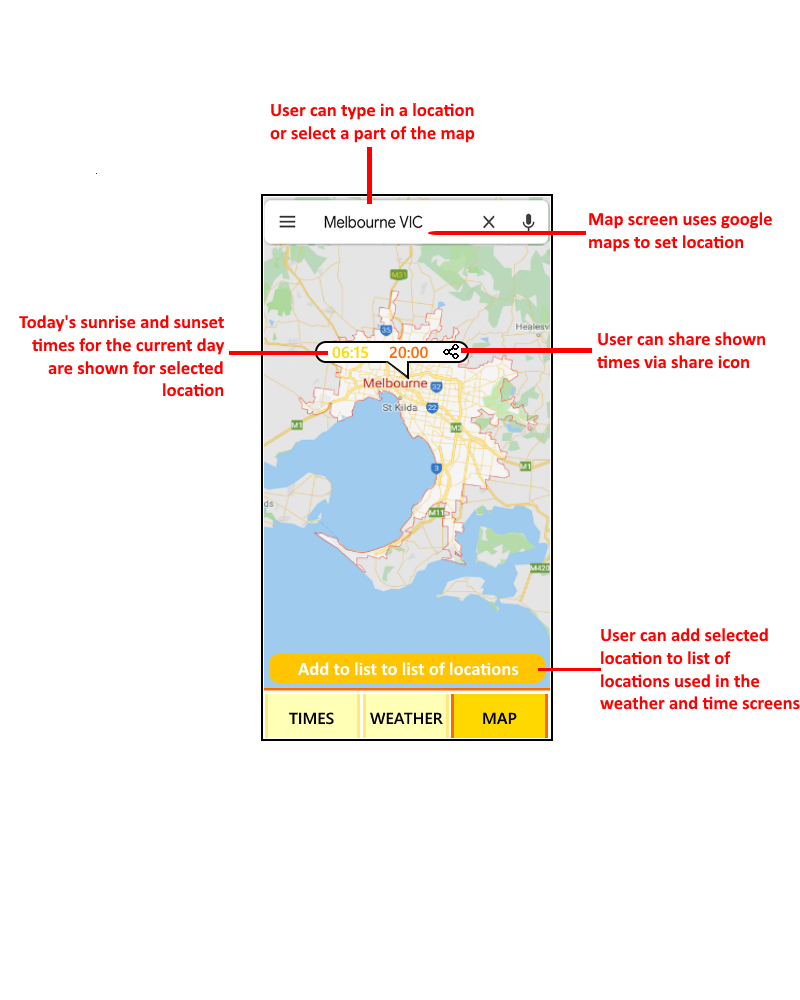 User can type in a location
or select a part of the map
Melbourne VIC
Map screen uses google
maps to set location
M31
Today's sunrise and sunset
times for the current day
are shown for selected
location
35
Healesv
06:15 20:00
User can share shown
times via share icon
Melbourne
32
St Kilda
22
M1
M3
3
M1
ds
M11
M420
User can add selected
location to list of
locations used in the
weather and time screens
Add to list to list of locations
TIMES
WEATHER
MAP